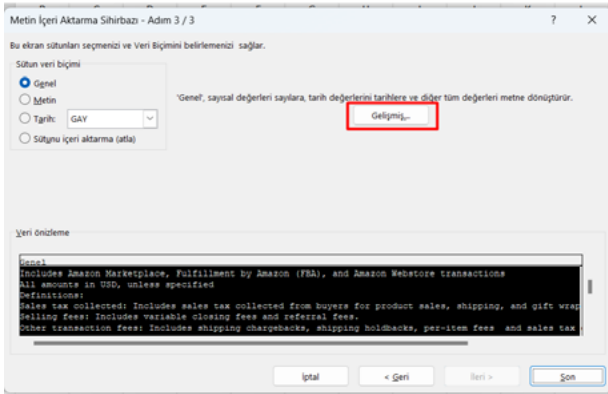 Metin İçeri Aktarma Sihirbazı - Adım 3 / 3
Bu ekran sütunları seçmenizi ve Veri Biçimini belirlemenizi sağlar.
Sütun veri biçimi
Genel
Metin
Tarih: GAY
Sütunu içeri aktarma (atla)
'Genel', sayısal değerleri sayılara, tarih değerlerini tarihlere ve diğer tüm değerleri metne dönüştürür.
Gelişmiş...
Veri önizleme
Genel
Includes Amazon Marketplace, Fulfillment by Amazon (FBA), and Amazon Webstore transactions
All amounts in USD, unless specified
Definitions:
Sales tax collected: Includes sales tax collected from buyers for product sales, shipping, and gift wrap
Selling fees: Includes variable closing fees and referral fees.
Other transaction fees: Includes shipping chargebacks, shipping holdbacks, per-item fees and sales tax
İptal
< Geri
İleri >
Son